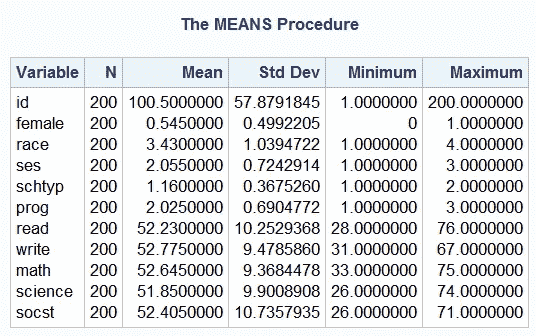 The MEANS Procedure
Variable N Mean Std Dev Minimum Maximum
id 200 100.5000000 57.8791845 1.0000000 200.0000000
female 200 0.5450000 0.4992205 0 1.0000000
race 200 3.4300000 1.0394722 1.0000000 4.0000000
ses 200 2.0550000 0.7242914 1.0000000 3.0000000
schtyp 200 1.1600000 0.3675260 1.0000000 2.0000000
prog 200 2.0250000 0.6904772 1.0000000 3.0000000
read 200 52.2300000 10.2529368 28.0000000 76.0000000
write 200 52.7750000 9.4785860 31.0000000 67.0000000
math 200 52.6450000 9.3684478 33.0000000 75.0000000
science 200 51.8500000 9.9008908 26.0000000 74.0000000
socst 200 52.4050000 10.7357935 26.0000000 71.0000000